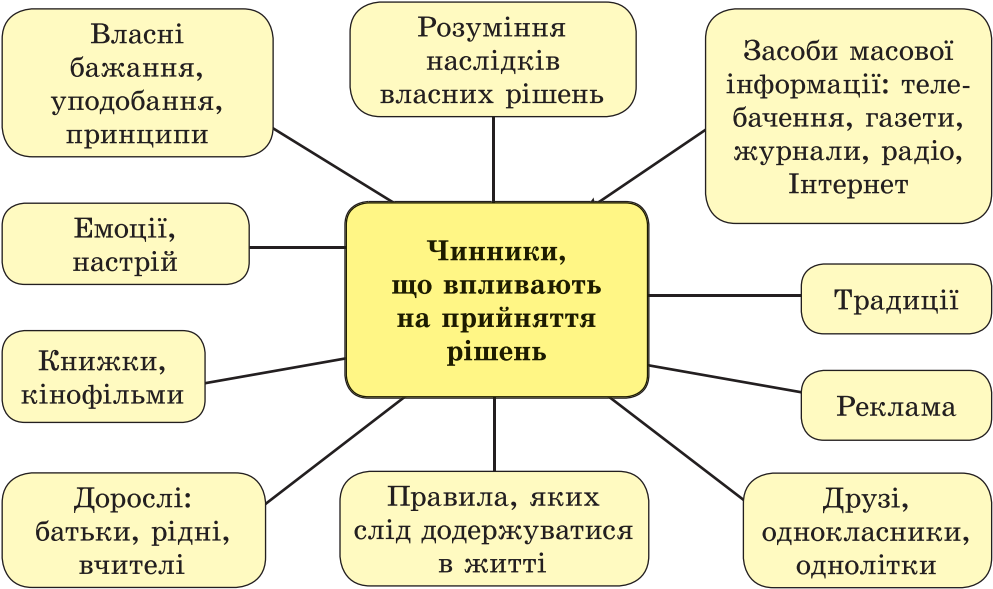 Власні
бажання,
уподобання,
принципи
Розуміння
наслідків
власних рішень
Засоби масової
інформації: теле-
бачення, газети,
журнали, радіо,
Інтернет
Емоції,
настрій
Чинники,
що впливають
на прийняття
рішень
Традиції
Книжки,
кінофільми
Реклама
Дорослі:
батьки, рідні,
вчителі
Правила, яких
слід додержуватися
в житті
Друзі,
однокласники,
однолітки